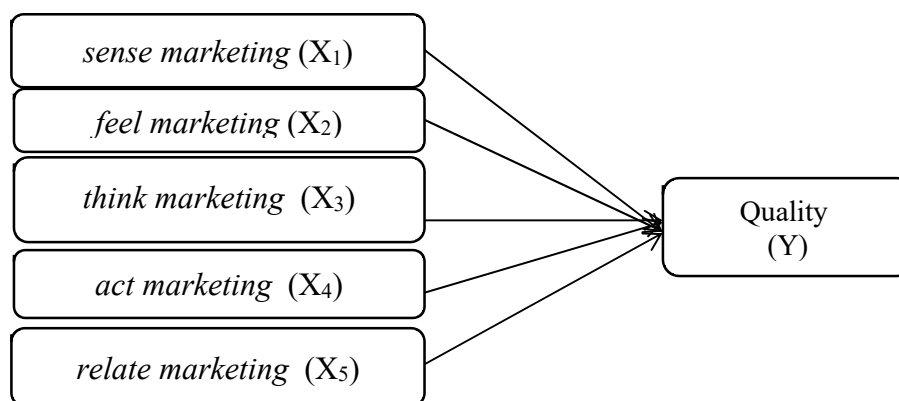 sense marketing (X₁)
feel marketing (X₂)
think marketing (X₃)
act marketing (X₄)
relate marketing (X₅)
Quality
(Y)